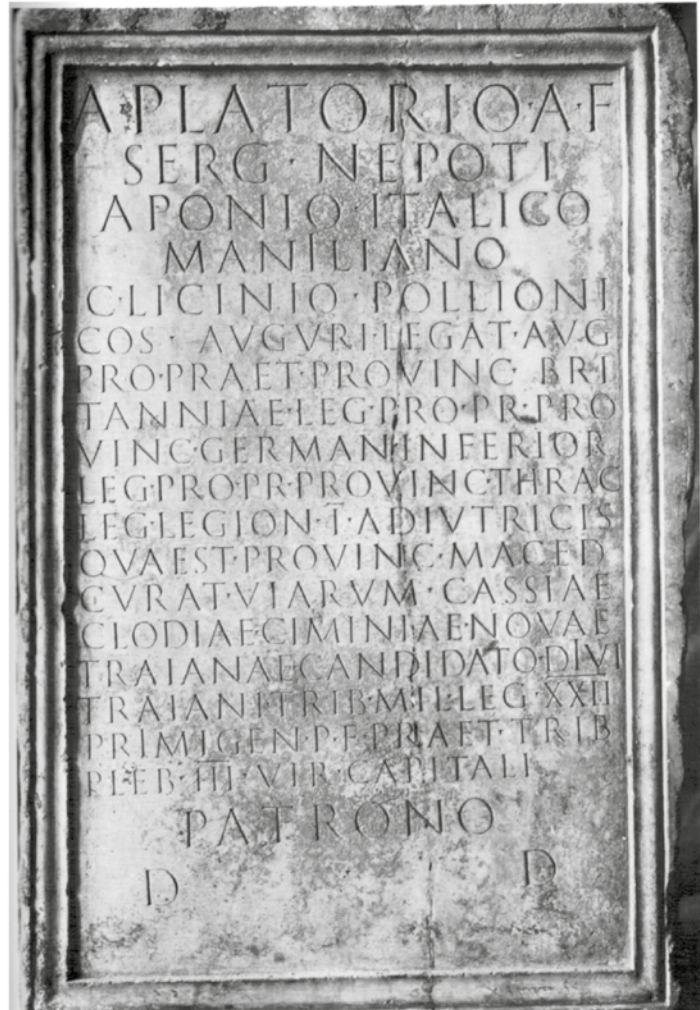 A·PLATORIO·A·F
SERG·NEPOTI
APONIO·ITALICO
MANILIANO
C·LICINIO·POLLIONI
COS·AVGVRI·LEGAT·AVG
PRO·PRAET·PROVINC·BRI
TANNIAE·LEG·PRO·PR·PRO
VINC·GERMAN·INFERIOR
LEG·PRO·PR·PROVINC·THRAC
LEG·LEGION·I·ADIVTRICIS
QVAEST·PROVINC·MACED
CVRAT·VIARVM·CASSIAE
CLODIAE·CIMINIAE·NOVAE
TRAIANAE·CANDIDATO·DIVI
TRAIANI·TRIB·MIL·LEG·XXII
PRIMIGEN·P·F·PRAET·TRIB
PLEB·III·VIR·CAPITALI
PATRONO
D D